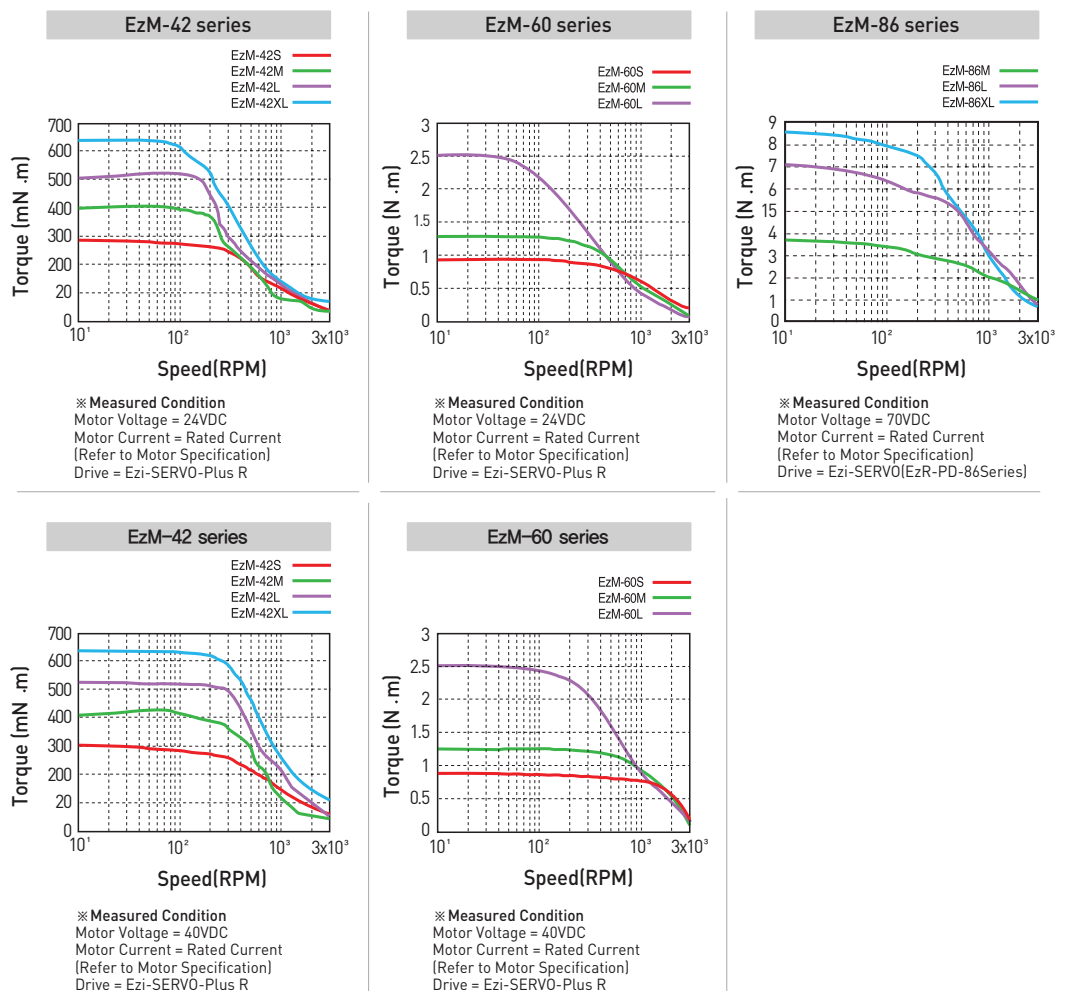 EzM-42 series
EzM-42S
EzM-42M
EzM-42L
EzM-42XL
Torque (mN .m)
700
600
500
400
300
200
20
0
10¹
10²
10³
3x10³
Speed(RPM)
※ Measured Condition
Motor Voltage = 24VDC
Motor Current = Rated Current
(Refer to Motor Specification)
Drive = Ezi-SERVO-Plus R
EzM-60 series
EzM-60S
EzM-60M
EzM-60L
Torque (N .m)
3
2.5
2
1.5
1
0.5
0
10¹
10²
10³
3x10³
Speed(RPM)
※ Measured Condition
Motor Voltage = 24VDC
Motor Current = Rated Current
(Refer to Motor Specification)
Drive = Ezi-SERVO-Plus R
EzM-86 series
EzM-86M
EzM-86L
EzM-86XL
Torque (N .m)
9
8
7
6
15
4
3
2
1
0
10¹
10²
10³
3x10³
Speed(RPM)
※ Measured Condition
Motor Voltage = 70VDC
Motor Current = Rated Current
(Refer to Motor Specification)
Drive = Ezi-SERVO(EzR-PD-86Series)
EzM-42 series
EzM-42S
EzM-42M
EzM-42L
EzM-42XL
Torque (mN .m)
700
600
500
400
300
200
20
0
10¹
10²
10³
3x10³
Speed(RPM)
※ Measured Condition
Motor Voltage = 40VDC
Motor Current = Rated Current
(Refer to Motor Specification)
Drive = Ezi-SERVO-Plus R
EzM-60 series
EzM-60S
EzM-60M
EzM-60L
Torque (N .m)
3
2.5
2
1.5
1
0.5
0
10¹
10²
10³
3x10³
Speed(RPM)
※ Measured Condition
Motor Voltage = 40VDC
Motor Current = Rated Current
(Refer to Motor Specification)
Drive = Ezi-SERVO-Plus R